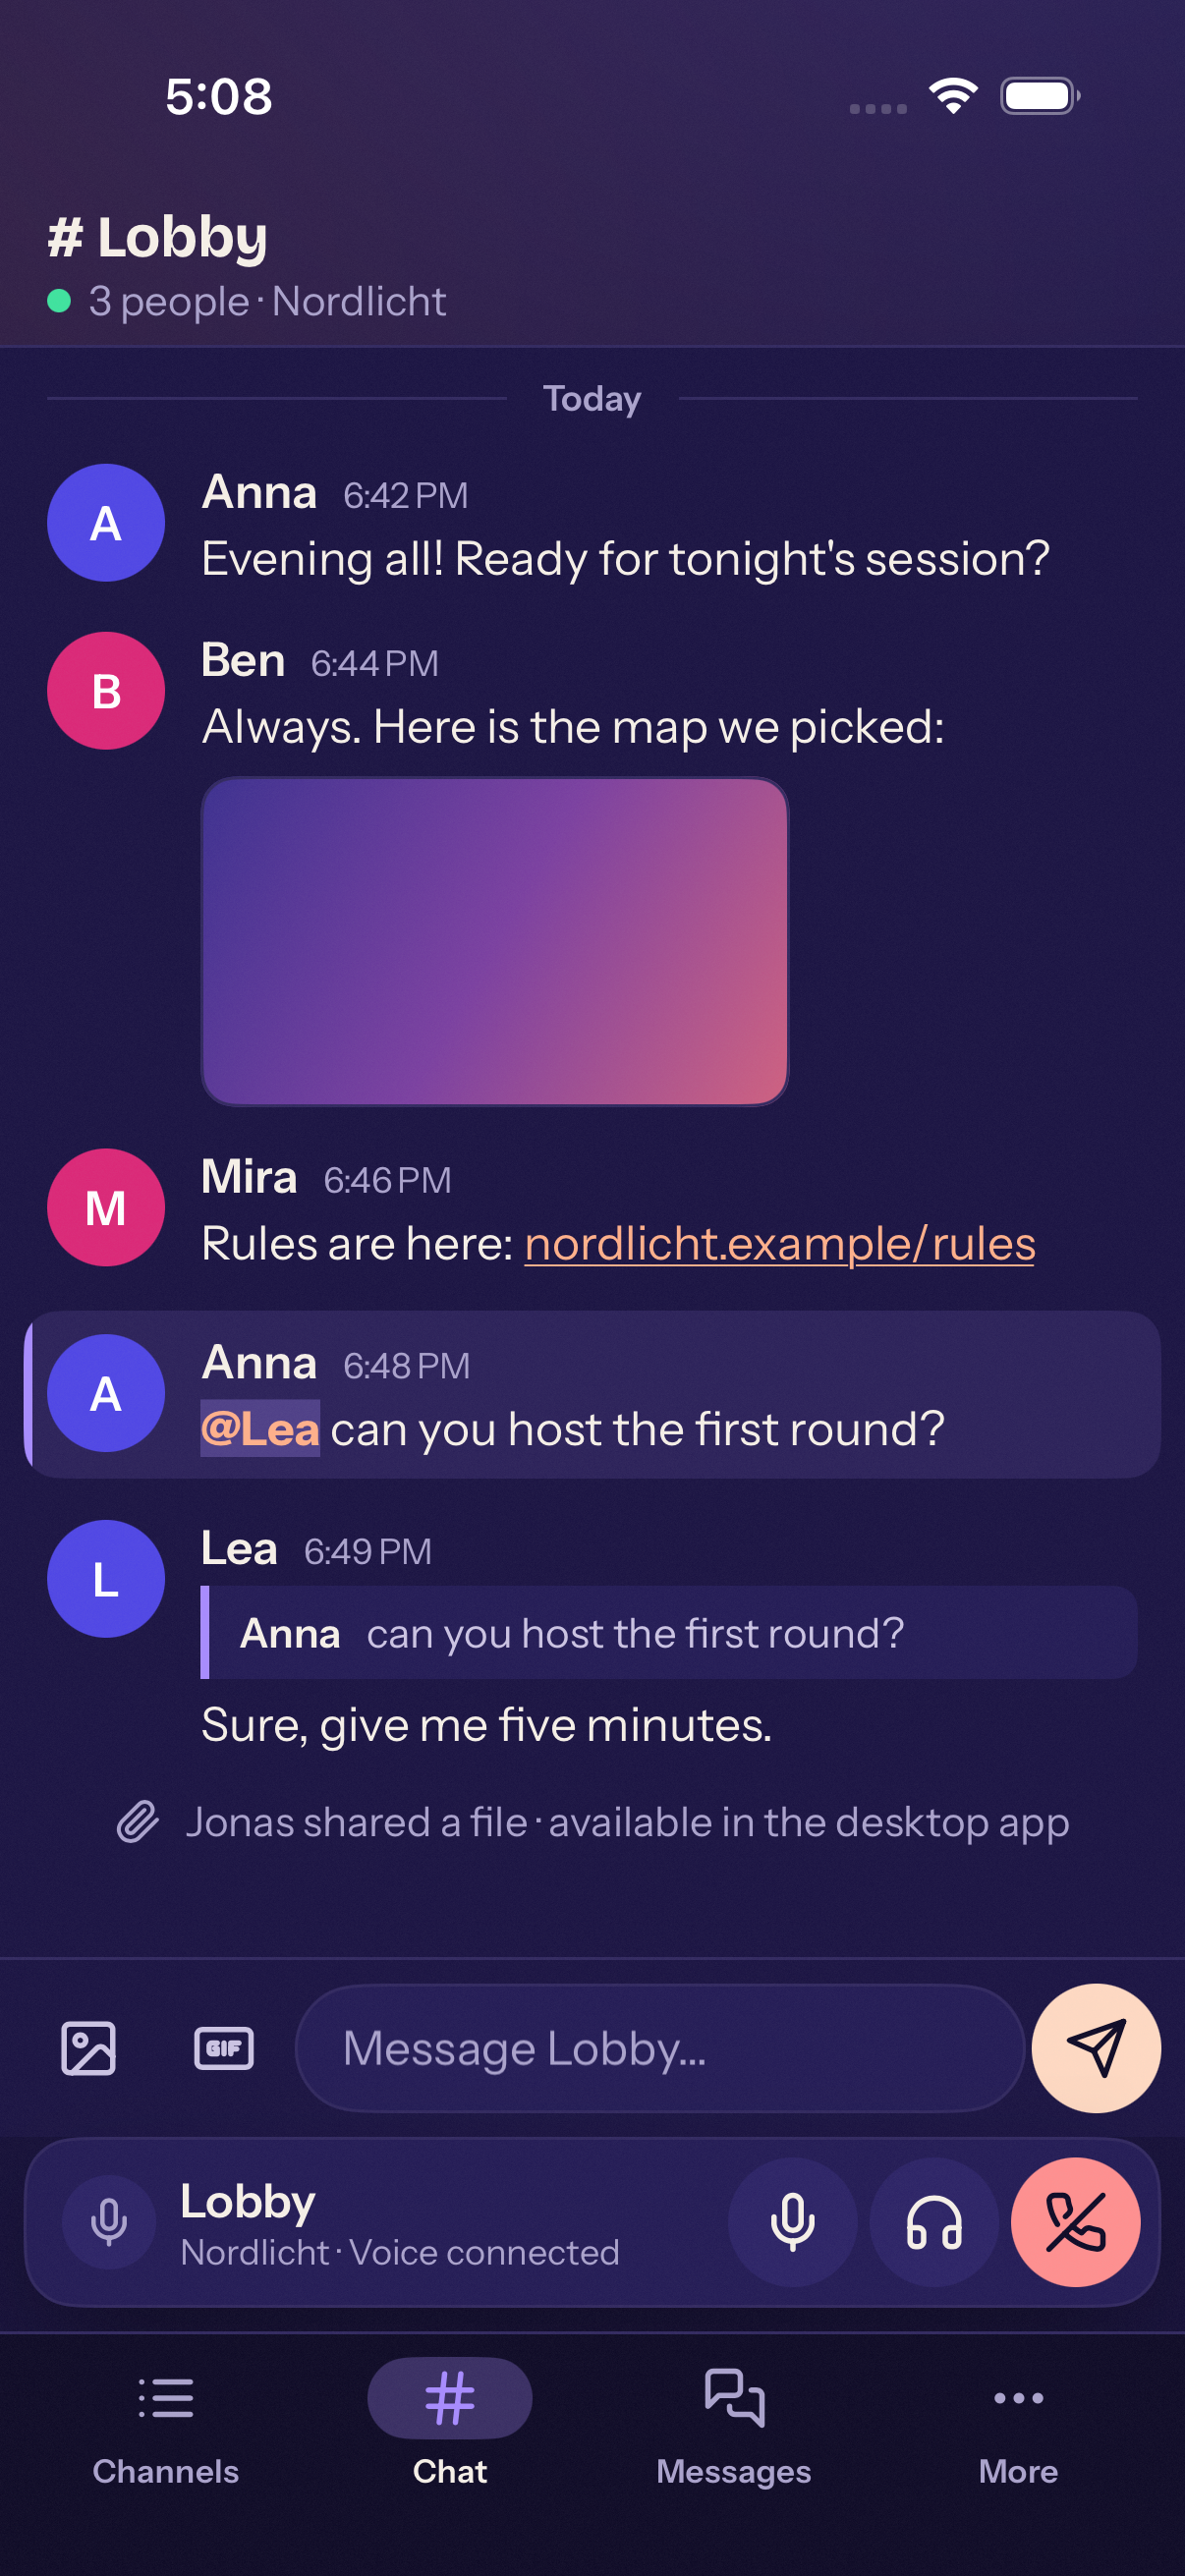 5:08
# Lobby
3 people · Nordlicht
Today
Anna 6:42 PM
A
Evening all! Ready for tonight's session?
Ben 6:44 PM
B
Always. Here is the map we picked:
Mira 6:46 PM
M
Rules are here: nordlicht.example/rules
Anna 6:48 PM
A
@Lea can you host the first round?
Lea 6:49 PM
L
Anna can you host the first round?
Sure, give me five minutes.
Jonas shared a file · available in the desktop app
GIF
Message Lobby...
Lobby
Nordlicht · Voice connected
Channels
Chat
Messages
More